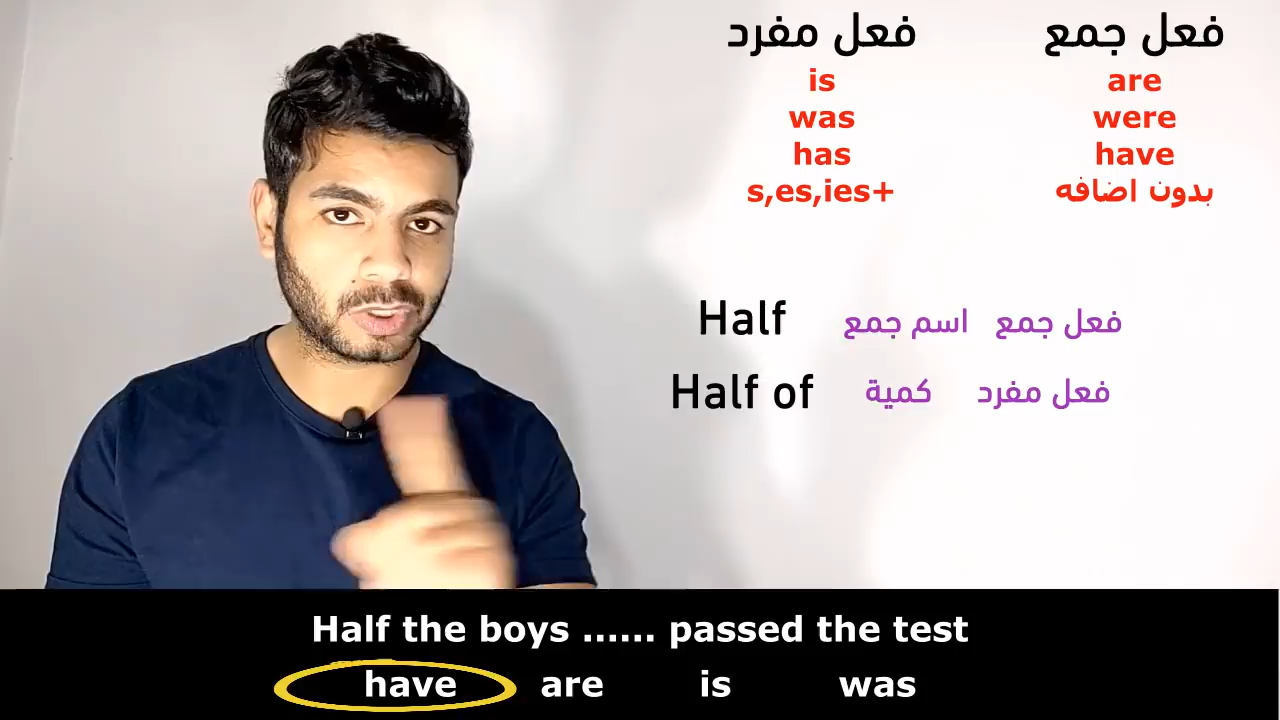 فعل جمع فعل مفرد
are is
were was
have has
بدون اضافه s,es,ies+
Half اسم جمع فعل جمع
Half of كمية فعل مفرد
Half the boys ...... passed the test
have are is was